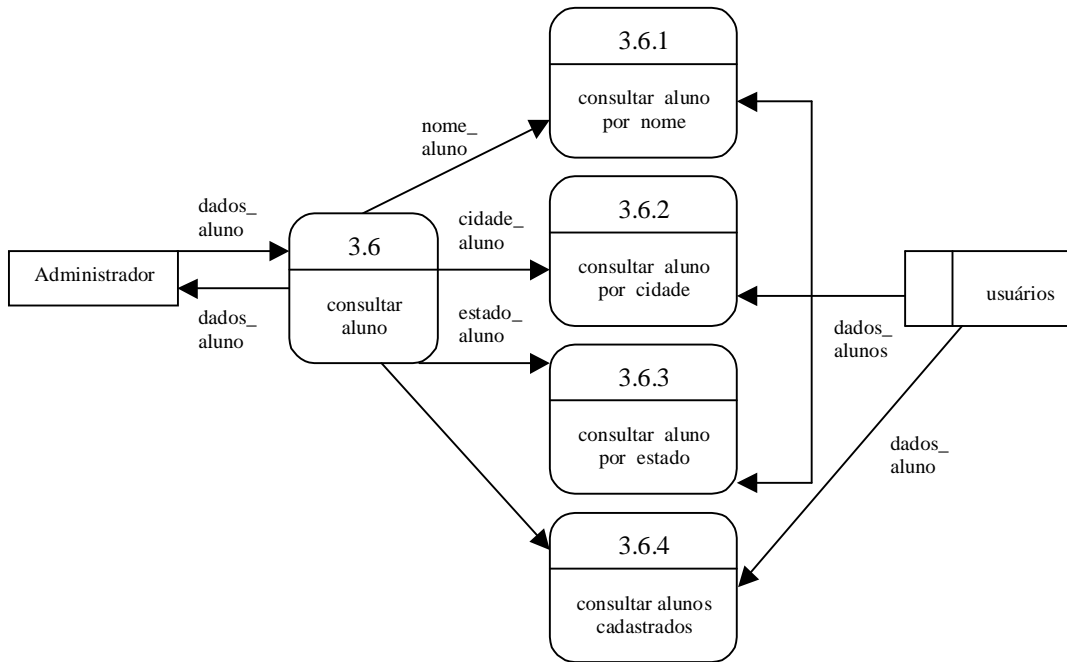 3.6.1
consultar aluno
por nome
nome_
aluno
dados_
aluno
Administrador
dados_
aluno
3.6
consultar
aluno
cidade_
aluno
3.6.2
consultar aluno
por cidade
estado_
aluno
usuários
dados_
alunos
3.6.3
consultar aluno
por estado
dados_
aluno
3.6.4
consultar alunos
cadastrados